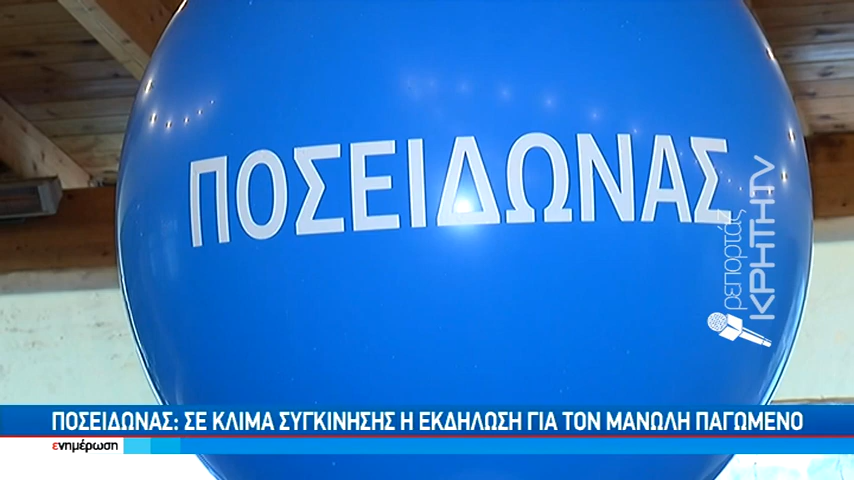 ΠΟΣΕΙΔΩΝΑΣ
ρεπορτάζ
ΚΡΗΤΗTV
ΠΟΣΕΙΔΩΝΑΣ: ΣΕ ΚΛΙΜΑ ΣΥΓΚΙΝΗΣΗΣ Η ΕΚΔΗΛΩΣΗ ΓΙΑ ΤΟΝ ΜΑΝΩΛΗ ΠΑΓΩΜΕΝΟ
ενημέρωση